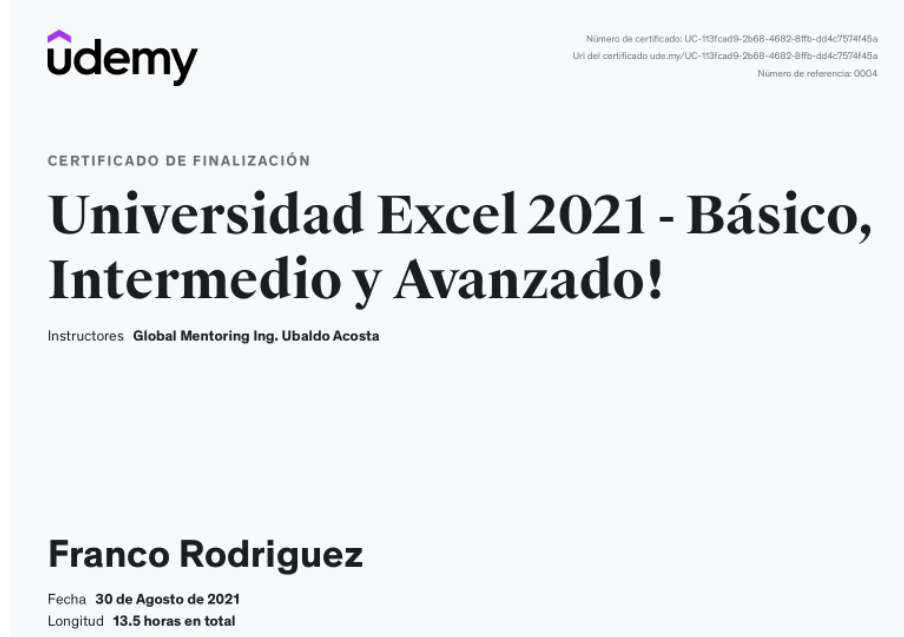 ûdemy
Número de certificado: UC-113fcad9-2b68-4682-8ffb-dd4c7574f45a
Url del certificado ude.my/UC-113fcad9-2b68-4682-8ffb-dd4c7574f45a
Número de referencia: 0004
CERTIFICADO DE FINALIZACIÓN
Universidad Excel 2021 - Básico,
Intermedio y Avanzado!
Instructores Global Mentoring Ing. Ubaldo Acosta
Franco Rodriguez
Fecha 30 de Agosto de 2021
Longitud 13.5 horas en total